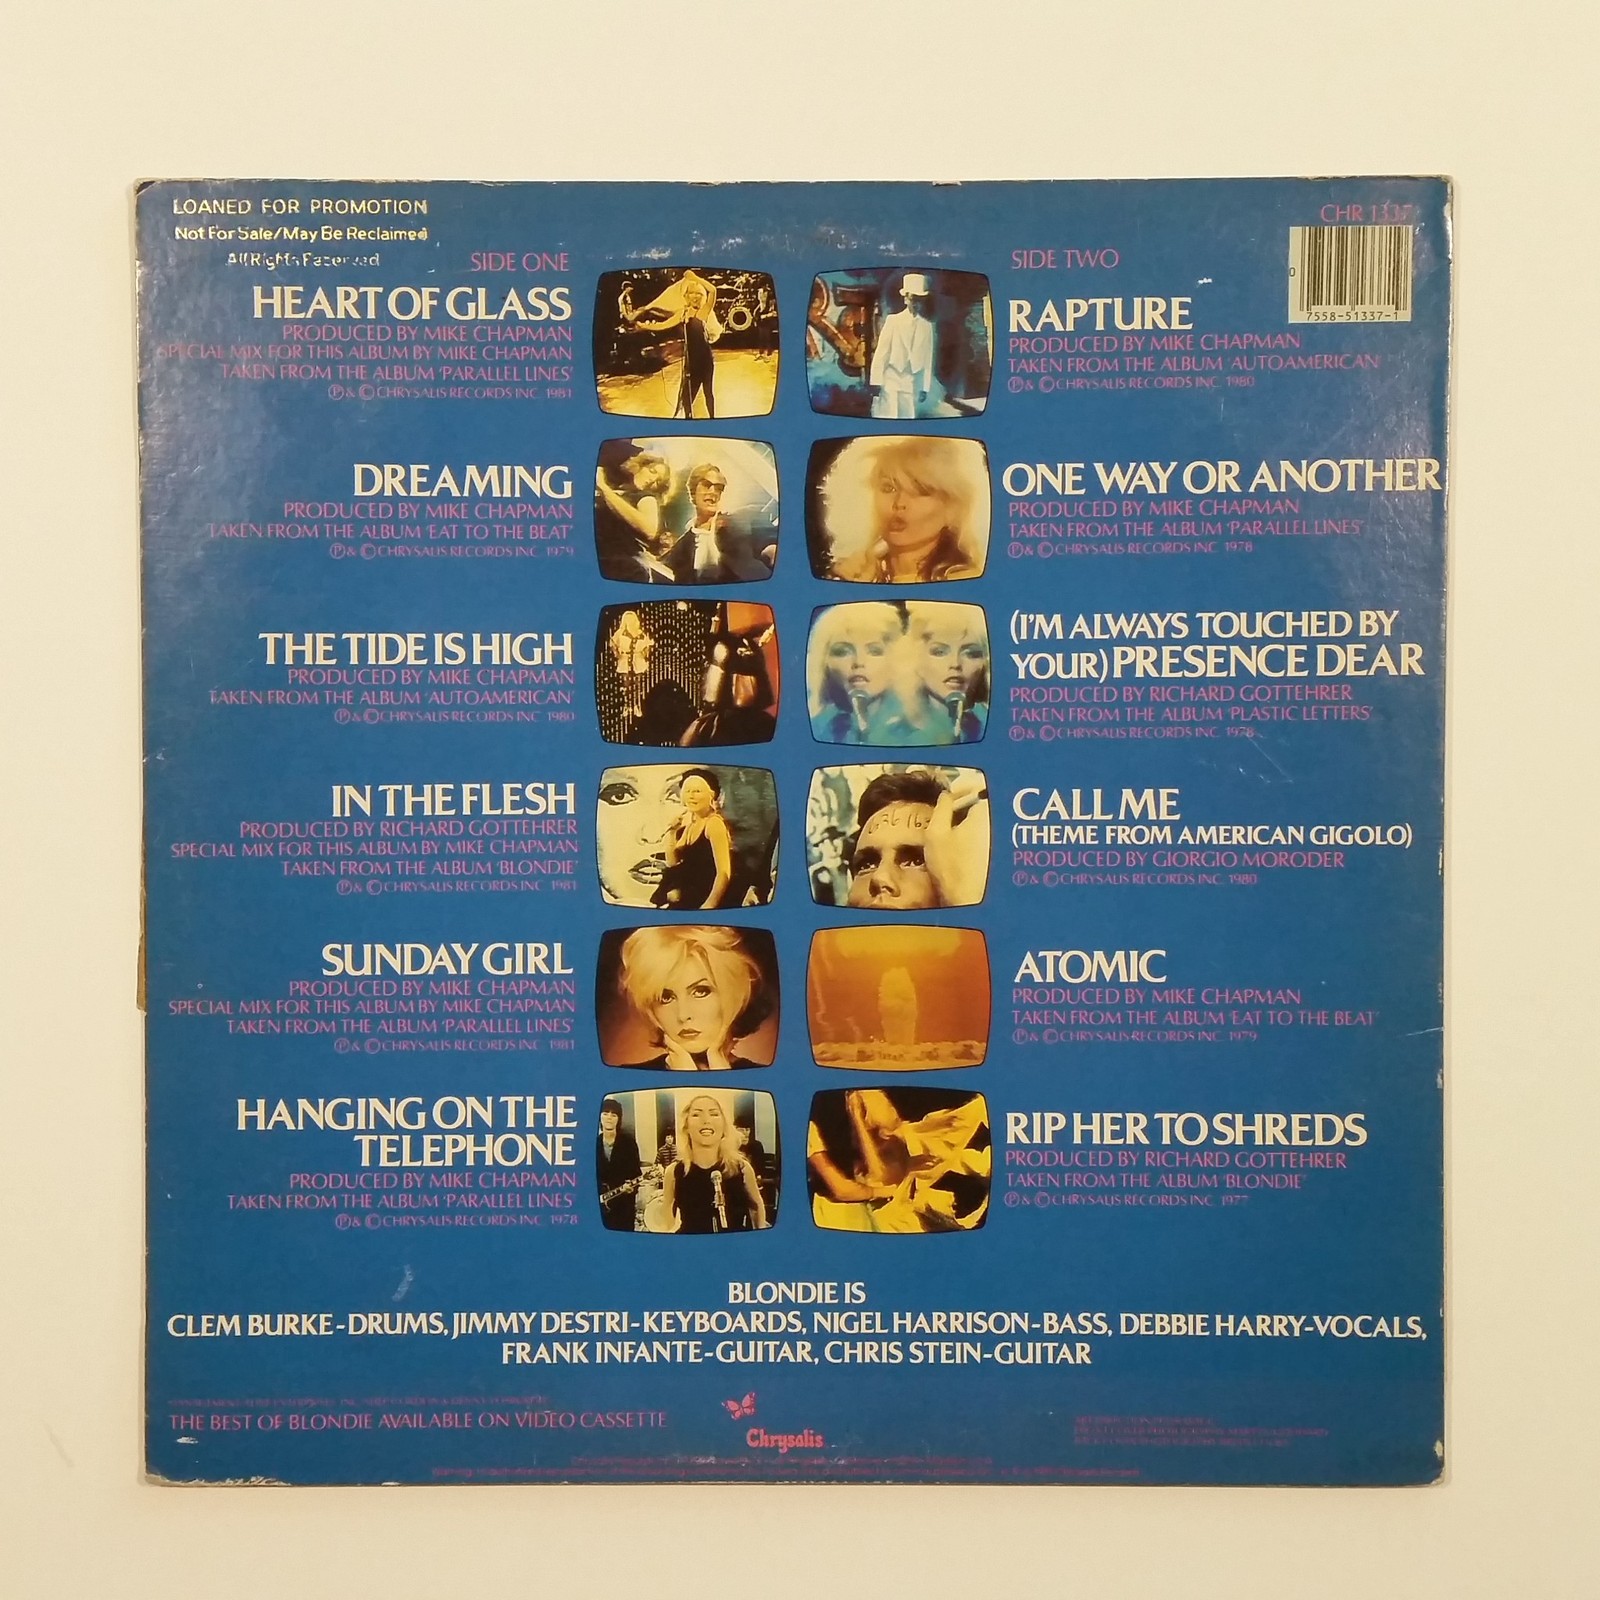 LOANED FOR PROMOTION
Not For Sale/May Be Reclaimed
All Rights
SIDE ONE
HEART OF GLASS
PRODUCED BY MIKE CHAPMAN
SPECIAL MIX FOR THIS ALBUM BY MIKE CHAPMAN
TAKEN FROM THE ALBUM 'PARALLEL LINES'
℗ & © CHRYSALIS RECORDS INC. 1981
DREAMING
PRODUCED BY MIKE CHAPMAN
TAKEN FROM THE ALBUM 'EAT TO THE BEAT'
℗ & © CHRYSALIS RECORDS INC. 1979
THE TIDE IS HIGH
PRODUCED BY MIKE CHAPMAN
TAKEN FROM THE ALBUM 'AUTOAMERICAN'
℗ & © CHRYSALIS RECORDS INC. 1980
IN THE FLESH
PRODUCED BY RICHARD GOTTEHRER
SPECIAL MIX FOR THIS ALBUM BY MIKE CHAPMAN
TAKEN FROM THE ALBUM 'BLONDIE'
℗ & © CHRYSALIS RECORDS INC. 1981
SUNDAY GIRL
PRODUCED BY MIKE CHAPMAN
SPECIAL MIX FOR THIS ALBUM BY MIKE CHAPMAN
TAKEN FROM THE ALBUM 'PARALLEL LINES'
℗ & © CHRYSALIS RECORDS INC. 1981
HANGING ON THE
TELEPHONE
PRODUCED BY MIKE CHAPMAN
TAKEN FROM THE ALBUM 'PARALLEL LINES'
℗ & © CHRYSALIS RECORDS INC. 1978
CHR 1337
0
7558-51337-1
SIDE TWO
RAPTURE
PRODUCED BY MIKE CHAPMAN
TAKEN FROM THE ALBUM 'AUTOAMERICAN'
℗ & © CHRYSALIS RECORDS INC. 1980
ONE WAY OR ANOTHER
PRODUCED BY MIKE CHAPMAN
TAKEN FROM THE ALBUM 'PARALLEL LINES'
℗ & © CHRYSALIS RECORDS INC. 1978
(I'M ALWAYS TOUCHED BY
YOUR) PRESENCE DEAR
PRODUCED BY RICHARD GOTTEHRER
TAKEN FROM THE ALBUM 'PLASTIC LETTERS'
℗ & © CHRYSALIS RECORDS INC. 1978
CALL ME
(THEME FROM AMERICAN GIGOLO)
PRODUCED BY GIORGIO MORODER
℗ & © CHRYSALIS RECORDS INC. 1980
ATOMIC
PRODUCED BY MIKE CHAPMAN
TAKEN FROM THE ALBUM 'EAT TO THE BEAT'
℗ & © CHRYSALIS RECORDS INC. 1979
RIP HER TO SHREDS
PRODUCED BY RICHARD GOTTEHRER
TAKEN FROM THE ALBUM 'BLONDIE'
℗ & © CHRYSALIS RECORDS INC. 1977
BLONDIE IS
CLEM BURKE-DRUMS, JIMMY DESTRI-KEYBOARDS, NIGEL HARRISON-BASS, DEBBIE HARRY-VOCALS,
FRANK INFANTE-GUITAR, CHRIS STEIN-GUITAR
THE BEST OF BLONDIE AVAILABLE ON VIDEO CASSETTE
Chrysalis